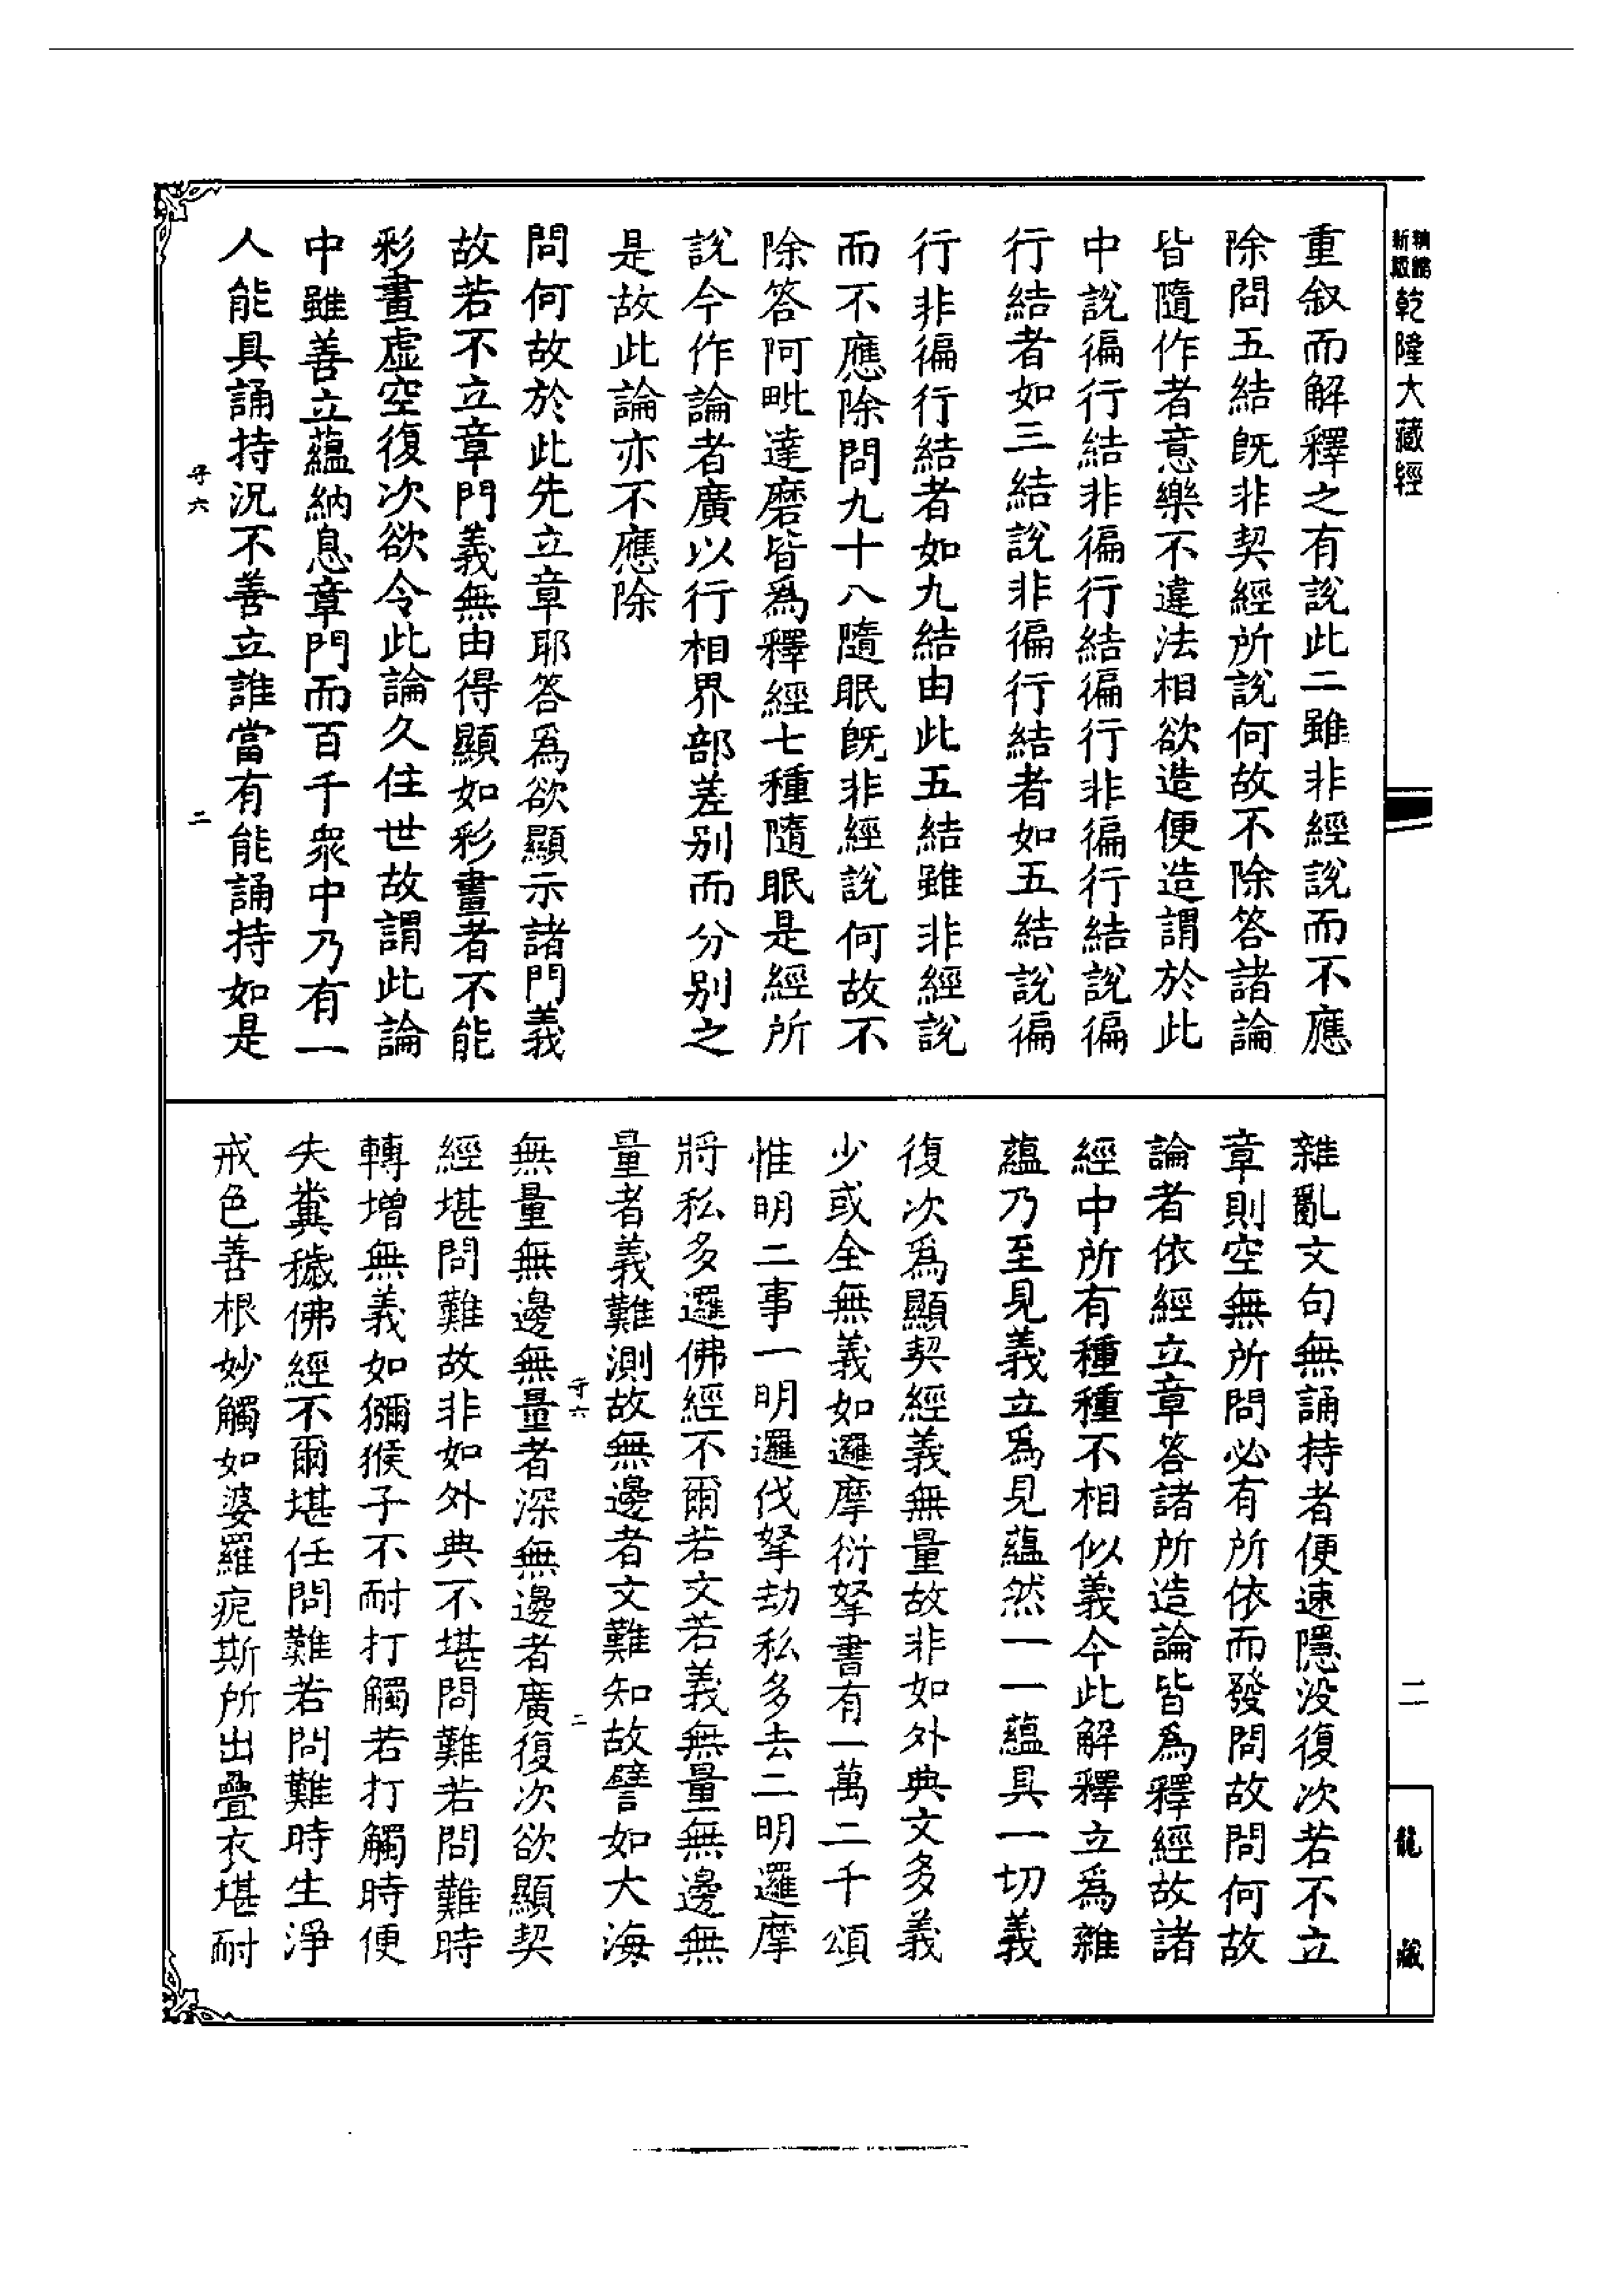 新編
縮版
乾隆大藏經
重叙而解釋之有說此二雖非經說而不應
除問五結旣非契經所說何故不除答諸論
皆隨作者意樂不違法相欲造便造謂於此
中說徧行結非徧行結徧行非徧行結說徧
行結者如三結說非徧行結者如五結說徧
行非徧行結者如九結由此五結雖非經說
而不應除問九十八隨眠旣非經說何故不
除答阿毗達磨皆爲釋經七種隨眠是經所
說今作論者廣以行相界部差别而分别之
是故此論亦不應除
問何故於此先立章耶答爲欲顯示諸門義
故若不立章門義無由得顯如彩畫者不能
彩畫虛空復次欲令此論久住世故謂此論
中雖善立蘊納息章門而百千衆中乃有一
人能具誦持況不善立誰當有能誦持如是
守六
二
二
雜亂文句無誦持者便速隱没復次若不立
章則空無所問必有所依而發問故問何故
論者依經立章答諸所造論皆爲釋經故諸
經中所有種種不相似義今此解釋立爲雜
蘊乃至見義立爲見蘊然一一蘊具一切義
復次爲顯契經義無量故非如外典文多義
少或全無義如邏摩衍拏書有一萬二千頌
惟明二事一明邏伐拏劫私多去二明邏摩
將私多邏佛經不爾若文若義無量無邊無
量者義難測故無邊者文難知故譬如大海
守六
二
無量無邊無量者深無邊者廣復次欲顯契
經堪問難故非如外典不堪問難若問難時
轉增無義如獼猴子不耐打觸若打觸時便
失糞穢佛經不爾堪任問難若問難時生淨
戒色善根妙觸如婆羅痆斯所出疊衣堪耐
龍
藏